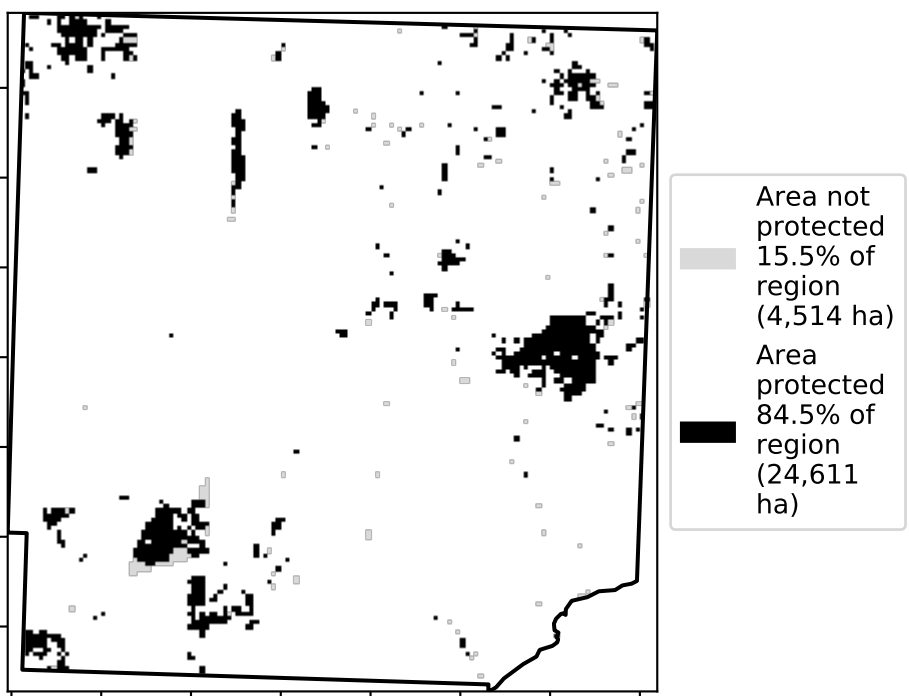 Area not
protected
15.5% of
region
(4,514 ha)
Area
protected
84.5% of
region
(24,611
ha)